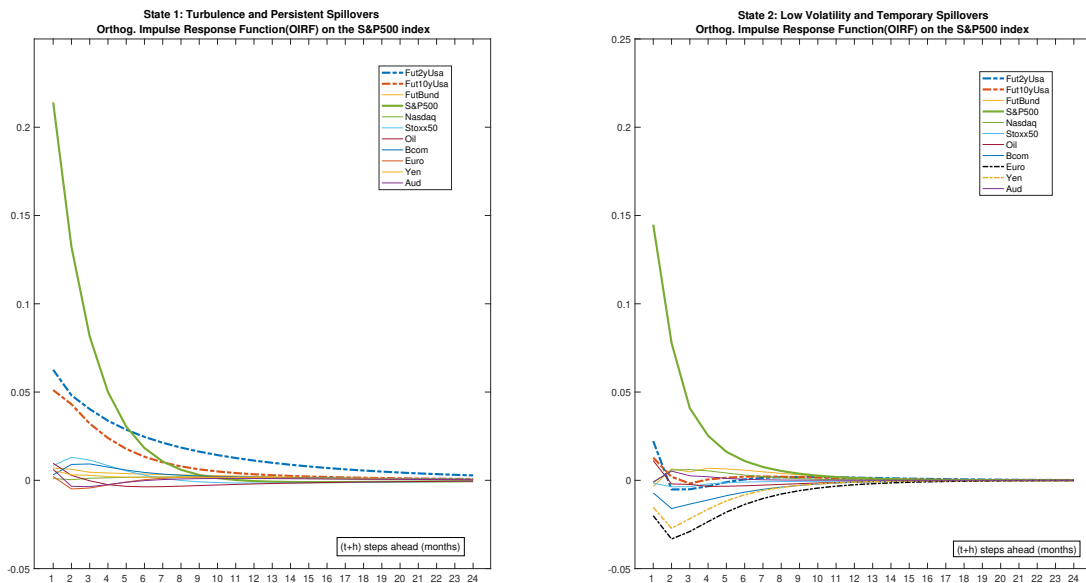 State 1: Turbulence and Persistent Spillovers
Orthog. Impulse Response Function(OIRF) on the S&P500 index
0.2
0.15
0.1
0.05
0
-0.05
Fut2yUsa
Fut10yUsa
FutBund
S&P500
Nasdaq
Stoxx50
Oil
Bcom
Euro
Yen
Aud
(t+h) steps ahead (months)
1 2 3 4 5 6 7 8 9 10 11 12 13 14 15 16 17 18 19 20 21 22 23 24
State 2: Low Volatility and Temporary Spillovers
Orthog. Impulse Response Function(OIRF) on the S&P500 index
0.25
0.2
0.15
0.1
0.05
0
-0.05
Fut2yUsa
Fut10yUsa
FutBund
S&P500
Nasdaq
Stoxx50
Oil
Bcom
Euro
Yen
Aud
(t+h) steps ahead (months)
1 2 3 4 5 6 7 8 9 10 11 12 13 14 15 16 17 18 19 20 21 22 23 24